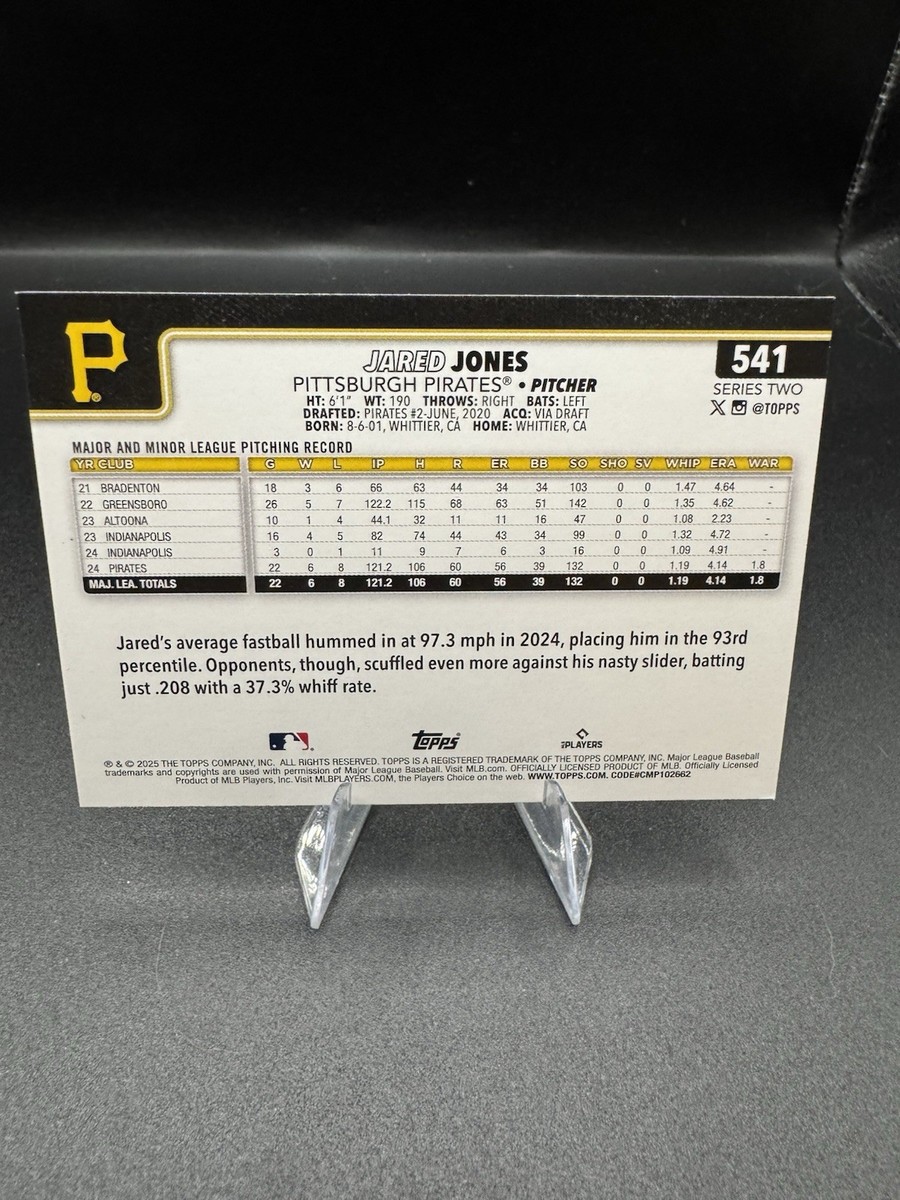 P
JARED JONES
541
PITTSBURGH PIRATES® • PITCHER
SERIES TWO
HT: 6'1" WT: 190 THROWS: RIGHT BATS: LEFT
@TOPPS
DRAFTED: PIRATES #2-JUNE, 2020 ACQ: VIA DRAFT
BORN: 8-6-01, WHITTIER, CA HOME: WHITTIER, CA
MAJOR AND MINOR LEAGUE PITCHING RECORD
YR CLUB G W L IP H R ER BB SO SHO SV WHIP ERA WAR
21 BRADENTON 18 3 6 66 63 44 34 34 103 0 0 1.47 4.64 -
22 GREENSBORO 26 5 7 122.2 115 68 63 51 142 0 0 1.35 4.62 -
23 ALTOONA 10 1 4 44.1 32 11 11 16 47 0 0 1.08 2.23 -
23 INDIANAPOLIS 16 4 5 82 74 44 43 34 99 0 0 1.32 4.72 -
24 INDIANAPOLIS 3 0 1 11 9 7 6 3 16 0 0 1.09 4.91 -
24 PIRATES 22 6 8 121.2 106 60 56 39 132 0 0 1.19 4.14 1.8
MAJ. LEA. TOTALS 22 6 8 121.2 106 60 56 39 132 0 0 1.19 4.14 1.8
Jared's average fastball hummed in at 97.3 mph in 2024, placing him in the 93rd
percentile. Opponents, though, scuffled even more against his nasty slider, batting
just .208 with a 37.3% whiff rate.
topps® PLAYERS
® & © 2025 THE TOPPS COMPANY, INC. ALL RIGHTS RESERVED. TOPPS IS A REGISTERED TRADEMARK OF THE TOPPS COMPANY, INC. Major League Baseball
trademarks and copyrights are used with permission of Major League Baseball. Visit MLB.com. OFFICIALLY LICENSED PRODUCT OF MLB. Officially Licensed
Product of MLB Players, Inc. Visit MLBPLAYERS.COM, the Players Choice on the web. WWW.TOPPS.COM. CODE#CMP102662